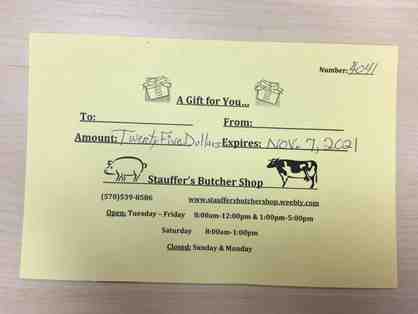 Number: 4041
A Gift for You...
To: From:
Amount: Twenty Five Dollars Expires: Nov. 7, 2021
Stauffer's Butcher Shop
(570)539-8586 www.stauffersbutchershop.weebly.com
Open: Tuesday – Friday 8:00am-12:00pm & 1:00pm-5:00pm
Saturday 8:00am-1:00pm
Closed: Sunday & Monday